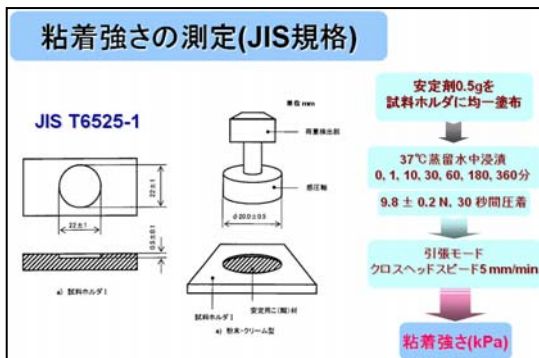 粘着強さの測定(JIS規格)
JIS T6525-1
単位 mm
荷重検出部
感圧軸
22±1
22±1
0.5±0.1
φ20.0±0.5
a) 試料ホルダⅠ
試料ホルダⅠ
安定用こ(糊)材
a) 粉末・クリーム型
安定剤0.5gを
試料ホルダに均一塗布
37℃蒸留水中浸漬
0, 1, 10, 30, 60, 180, 360分
9.8 ± 0.2 N, 30 秒間圧着
引張モード
クロスヘッドスピード5 mm/min
粘着強さ(kPa)